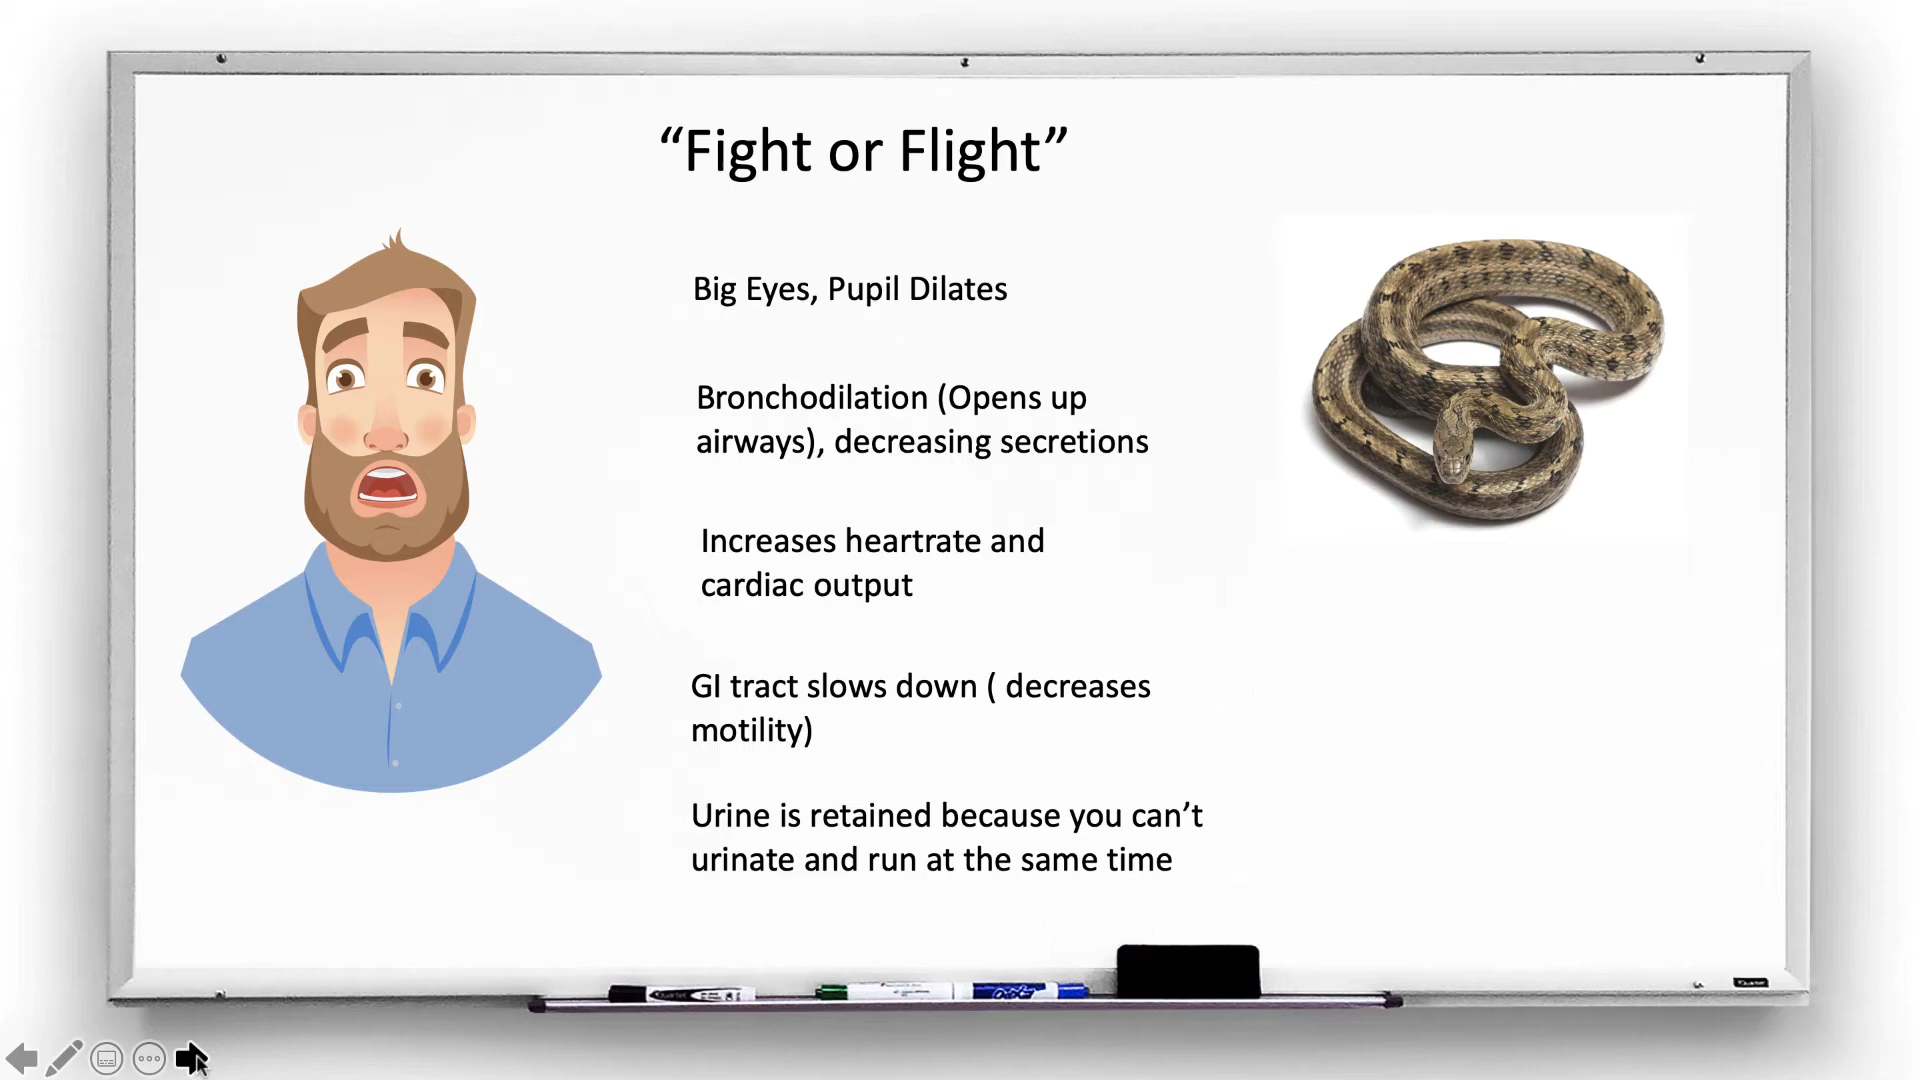 “Fight or Flight”
Big Eyes, Pupil Dilates
Bronchodilation (Opens up
airways), decreasing secretions
Increases heartrate and
cardiac output
GI tract slows down ( decreases
motility)
Urine is retained because you can’t
urinate and run at the same time